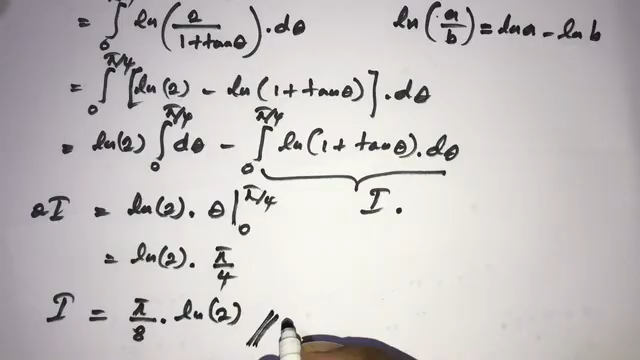 = ∫₀^π/4 ln(2/(1+tanθ)).dθ    ln(a/b) = ln a - ln b
= ∫₀^π/4 [ln(2) - ln(1+tanθ)].dθ
= ln(2) ∫₀^π/4 dθ - ∫₀^π/4 ln(1+tanθ).dθ
I.
2I = ln(2). θ|₀^π/4
= ln(2). π/4
I = π/8 . ln(2) //